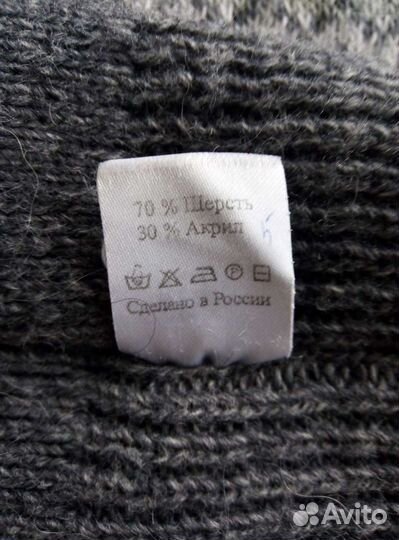 70 % Шерсть
30 % Акрил
Сделано в России
Avito